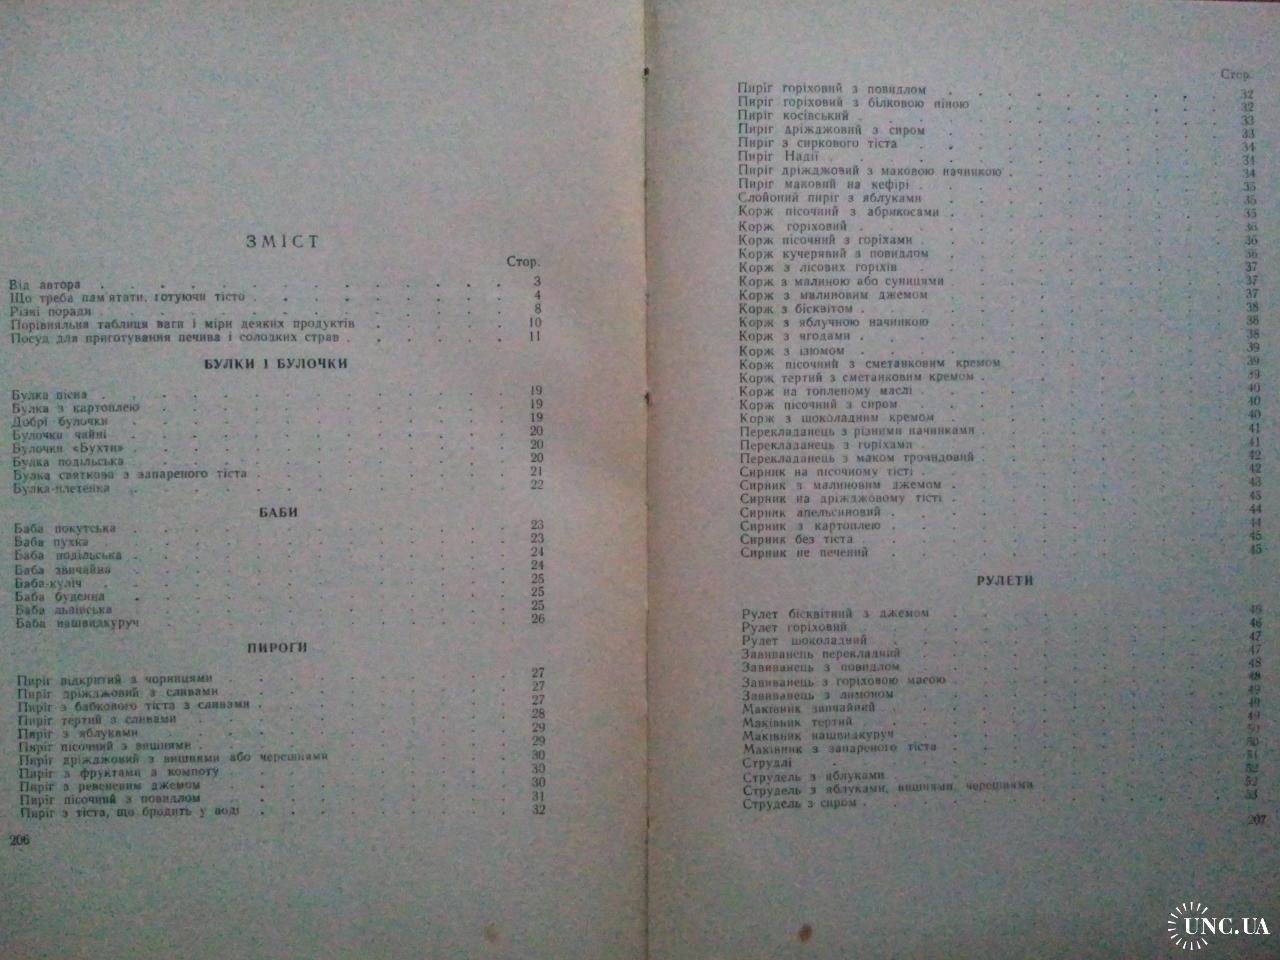 ЗМІСТ
Стор.
Від автора . . . 3
Що треба пам'ятати, готуючи тісто . . . 4
Різні поради . . . 8
Порівняльна таблиця ваги і міри деяких продуктів . . . 10
Посуд для приготування печива і солодких страв . . . 11
БУЛКИ І БУЛОЧКИ
Булка пісна . . . 19
Булка з картоплею . . . 19
Добрі булочки . . . 19
Булочки чайні . . . 20
Булочки «Бухти» . . . 20
Булка подільська . . . 20
Булка святкова з запареного тіста . . . 21
Булка-плетенка . . . 22
БАБИ
Баба покутська . . . 23
Баба пухка . . . 23
Баба подільська . . . 24
Баба звичайна . . . 24
Баба-куліч . . . 25
Баба буденна . . . 25
Баба львівська . . . 25
Баба нашвидкуруч . . . 26
ПИРОГИ
Пиріг відкритий з чорницями . . . 27
Пиріг дріжджовий з сливами . . . 27
Пиріг з бабкового тіста з сливами . . . 27
Пиріг тертий з сливами . . . 28
Пиріг з яблуками . . . 29
Пиріг пісочний з вишнями . . . 29
Пиріг дріжджовий з вишнями або черешнями . . . 30
Пиріг з фруктами з компоту . . . 30
Пиріг з ревеневим джемом . . . 30
Пиріг пісочний з повидлом . . . 31
Пиріг з тіста, що бродить у воді . . . 32
206
Стор.
Пиріг горіховий з повидлом . . . 32
Пиріг горіховий з білковою піною . . . 32
Пиріг косівський . . . 33
Пиріг дріжджовий з сиром . . . 33
Пиріг з сиркового тіста . . . 34
Пиріг Надії . . . 34
Пиріг дріжджовий з маковою начинкою . . . 34
Пиріг маковий на кефірі . . . 35
Слойоний пиріг з яблуками . . . 35
Корж пісочний з абрикосами . . . 35
Корж горіховий . . . 36
Корж пісочний з горіхами . . . 36
Корж кучерявий з повидлом . . . 36
Корж з лісових горіхів . . . 37
Корж з малиною або суницями . . . 37
Корж з малиновим джемом . . . 37
Корж з бісквітом . . . 38
Корж з яблучною начинкою . . . 38
Корж з ягодами . . . 38
Корж з ізюмом . . . 39
Корж пісочний з сметанковим кремом . . . 39
Корж тертий з сметанковим кремом . . . 39
Корж на топленому маслі . . . 40
Корж пісочний з сиром . . . 40
Корж з шоколадним кремом . . . 40
Перекладанець з різними начинками . . . 41
Перекладанець з горіхами . . . 41
Перекладанець з маком трояндовий . . . 42
Сирник на пісочному тісті . . . 42
Сирник з малиновим джемом . . . 43
Сирник на дріжджовому тісті . . . 43
Сирник апельсиновий . . . 44
Сирник з картоплею . . . 44
Сирник без тіста . . . 45
Сирник не печений . . . 45
РУЛЕТИ
Рулет бісквітний з джемом . . . 46
Рулет горіховий . . . 46
Рулет шоколадний . . . 47
Завиванець перекладний . . . 47
Завиванець з повидлом . . . 48
Завиванець з горіховою масою . . . 48
Завиванець з лимоном . . . 49
Маківник звичайний . . . 49
Маківник тертий . . . 49
Маківник нашвидкуруч . . . 50
Маківник з запареного тіста . . . 50
Струдлі . . . 51
Струдель з яблуками . . . 52
Струдель з яблуками, вишнями, черешнями . . . 52
Струдель з сиром . . . 53
207
UNC.UA